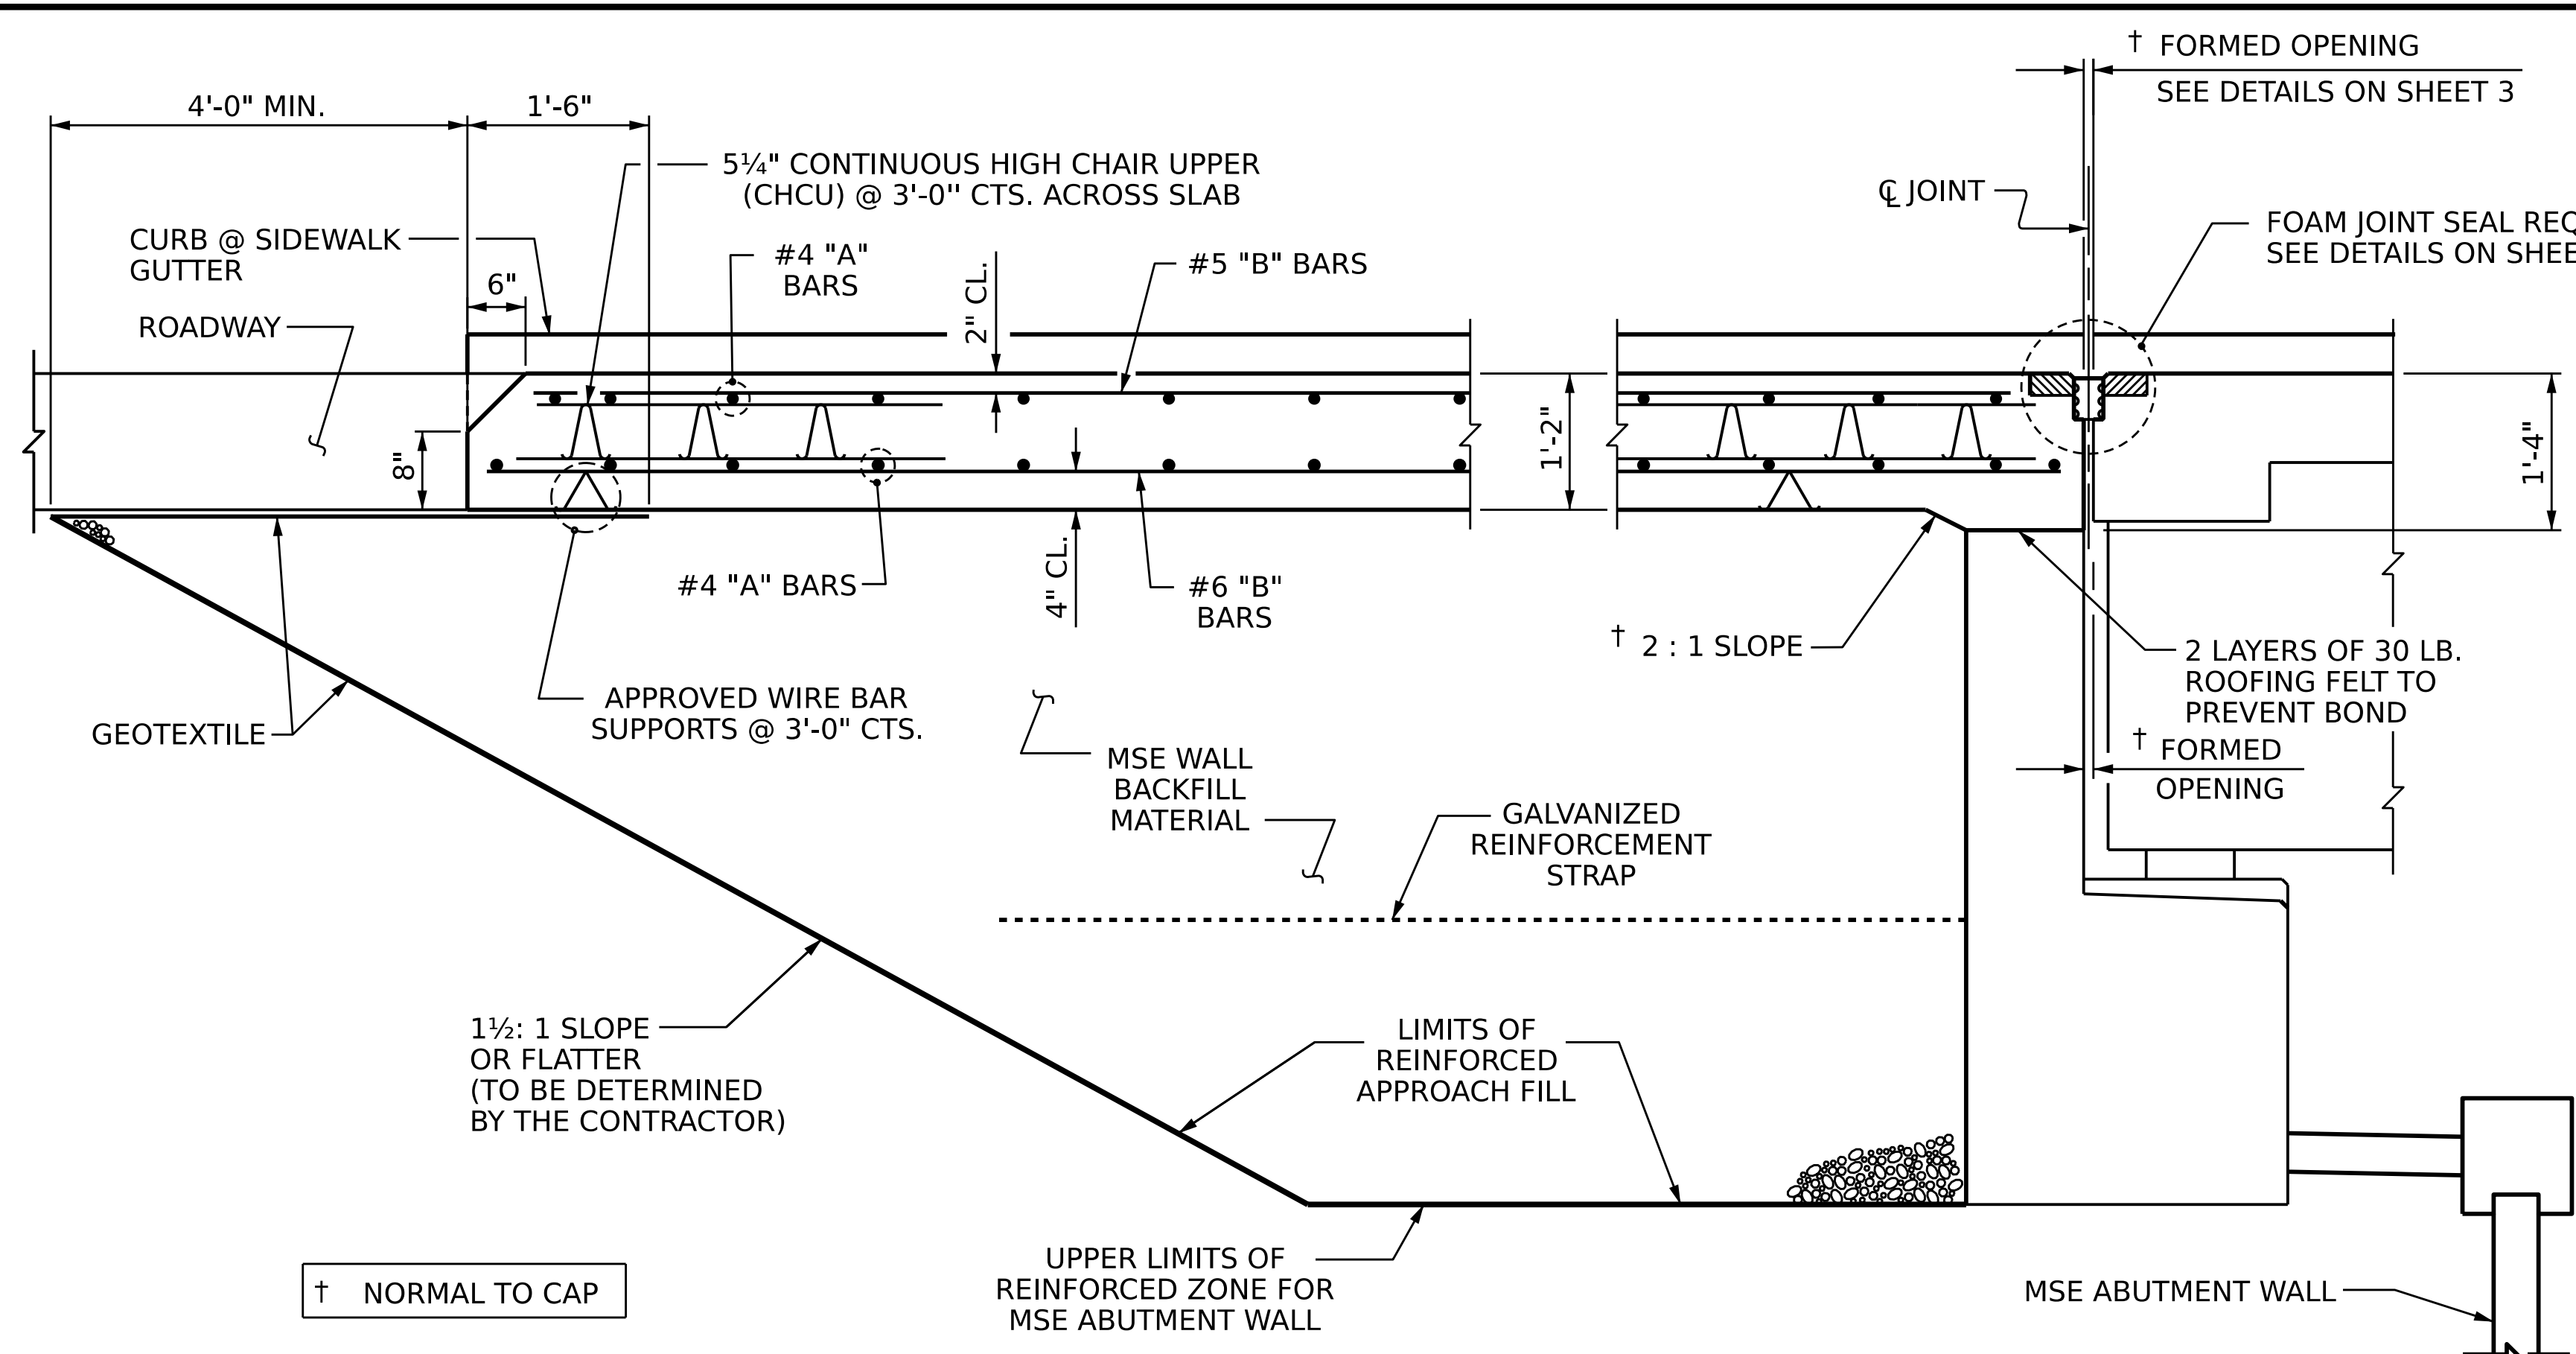 † FORMED OPENING
SEE DETAILS ON SHEET 3
4'-0" MIN.
1'-6"
5¼" CONTINUOUS HIGH CHAIR UPPER
(CHCU) @ 3'-0" CTS. ACROSS SLAB
℄ JOINT
FOAM JOINT SEAL
SEE DETAILS ON
CURB @ SIDEWALK
GUTTER
#4 "A"
BARS
2" CL.
#5 "B" BARS
6"
ROADWAY
8"
1'-2"
1'-4"
#4 "A" BARS
4" CL.
#6 "B"
BARS
† 2 : 1 SLOPE
2 LAYERS OF 30 LB.
ROOFING FELT TO
PREVENT BOND
GEOTEXTILE
APPROVED WIRE BAR
SUPPORTS @ 3'-0" CTS.
† FORMED
OPENING
MSE WALL
BACKFILL
MATERIAL
GALVANIZED
REINFORCEMENT
STRAP
1½: 1 SLOPE
OR FLATTER
(TO BE DETERMINED
BY THE CONTRACTOR)
LIMITS OF
REINFORCED
APPROACH FILL
† NORMAL TO CAP
UPPER LIMITS OF
REINFORCED ZONE FOR
MSE ABUTMENT WALL
MSE ABUTMENT WALL